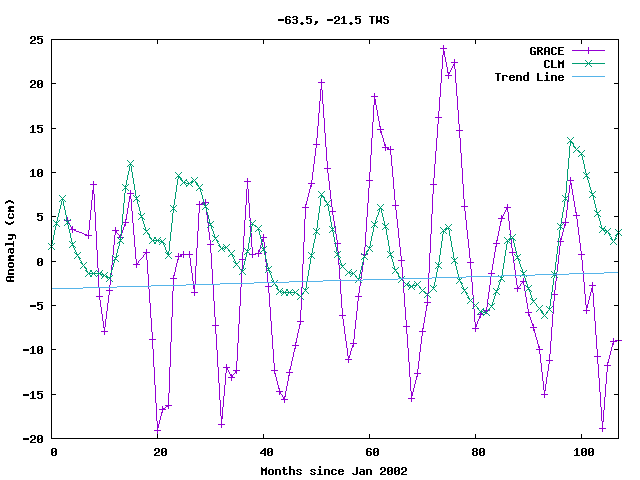 -63.5, -21.5 TWS
GRACE
CLM
Trend Line
25
20
15
10
5
0
-5
-10
-15
-20
Anomaly (cm)
0 20 40 60 80 100
Months since Jan 2002